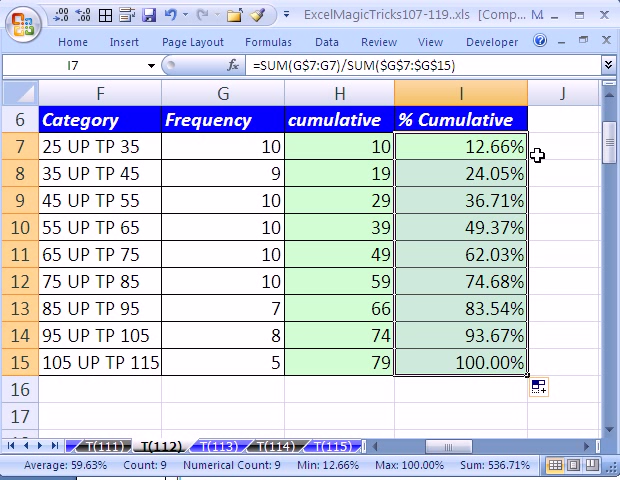 ExcelMagicTricks107-119..xls [Comp... M
Home Insert Page Layout Formulas Data Review View Developer
I7 fx =SUM(G$7:G7)/SUM($G$7:$G$15)
F G H I J
6 Category Frequency cumulative % Cumulative
7 25 UP TP 35 10 10 12.66%
8 35 UP TP 45 9 19 24.05%
9 45 UP TP 55 10 29 36.71%
10 55 UP TP 65 10 39 49.37%
11 65 UP TP 75 10 49 62.03%
12 75 UP TP 85 10 59 74.68%
13 85 UP TP 95 7 66 83.54%
14 95 UP TP 105 8 74 93.67%
15 105 UP TP 115 5 79 100.00%
16
17
T(111) T(112) T(113) T(114) T(115)
Average: 59.63% Count: 9 Numerical Count: 9 Min: 12.66% Max: 100.00% Sum: 536.71%